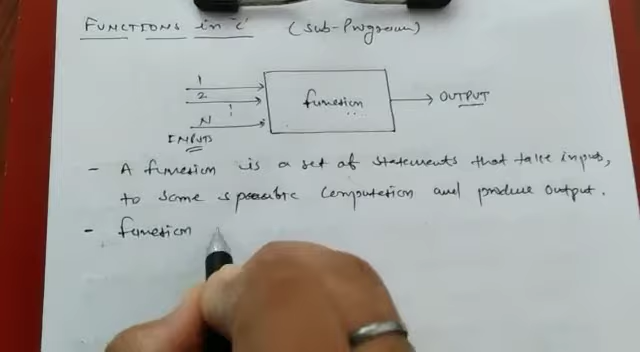 FUNCTIONS in 'C' (Sub-Program)
1
2
N
INPUTS
function
OUTPUT
- A function is a set of statements that take inputs,
to some specific computation and produce output.
- function